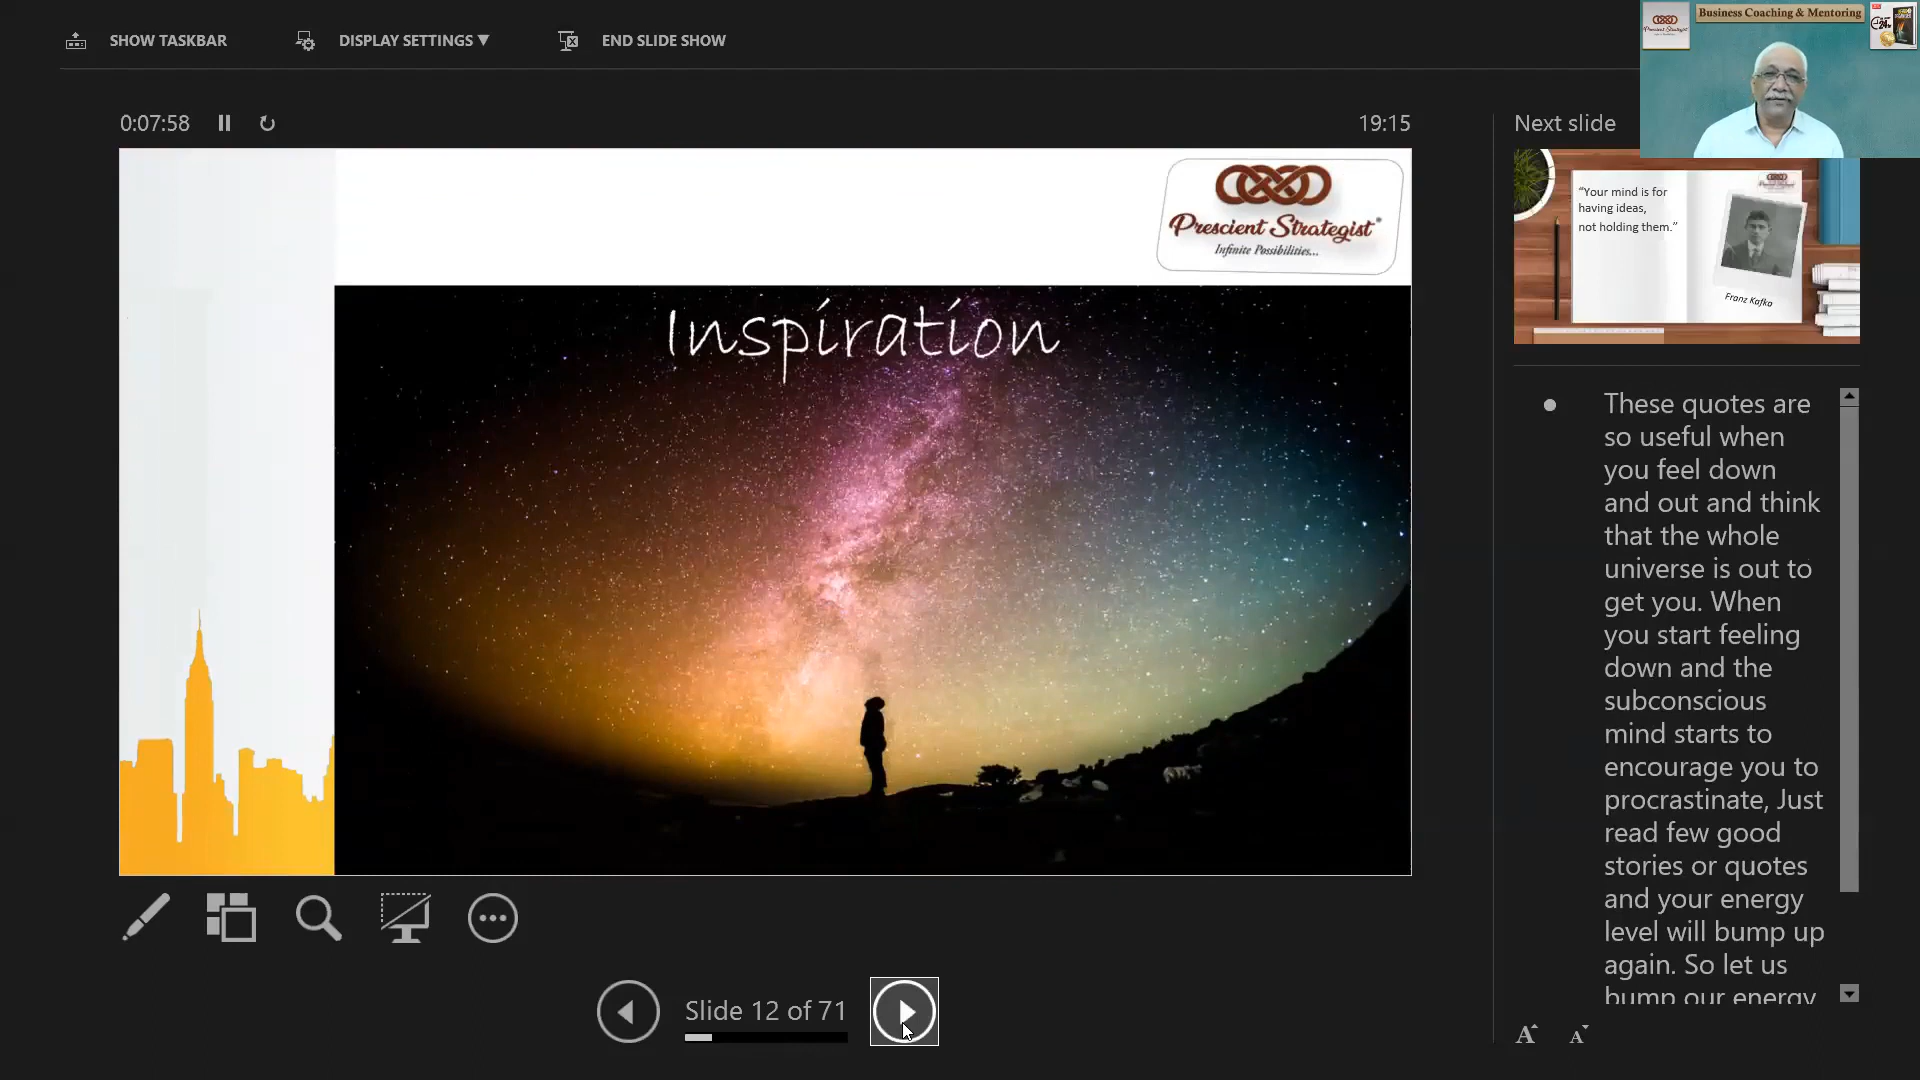 SHOW TASKBAR
DISPLAY SETTINGS ▼
END SLIDE SHOW
Business Coaching & Mentoring
Prescient Strategist
24
0:07:58
19:15
Next slide
Prescient Strategist®
Infinite Possibilities...
Inspiration
“Your mind is for
having ideas,
not holding them.”
Franz Kafka
● These quotes are
so useful when
you feel down
and out and think
that the whole
universe is out to
get you. When
you start feeling
down and the
subconscious
mind starts to
encourage you to
procrastinate, Just
read few good
stories or quotes
and your energy
level will bump up
again. So let us
bump our energy
Slide 12 of 71
A A